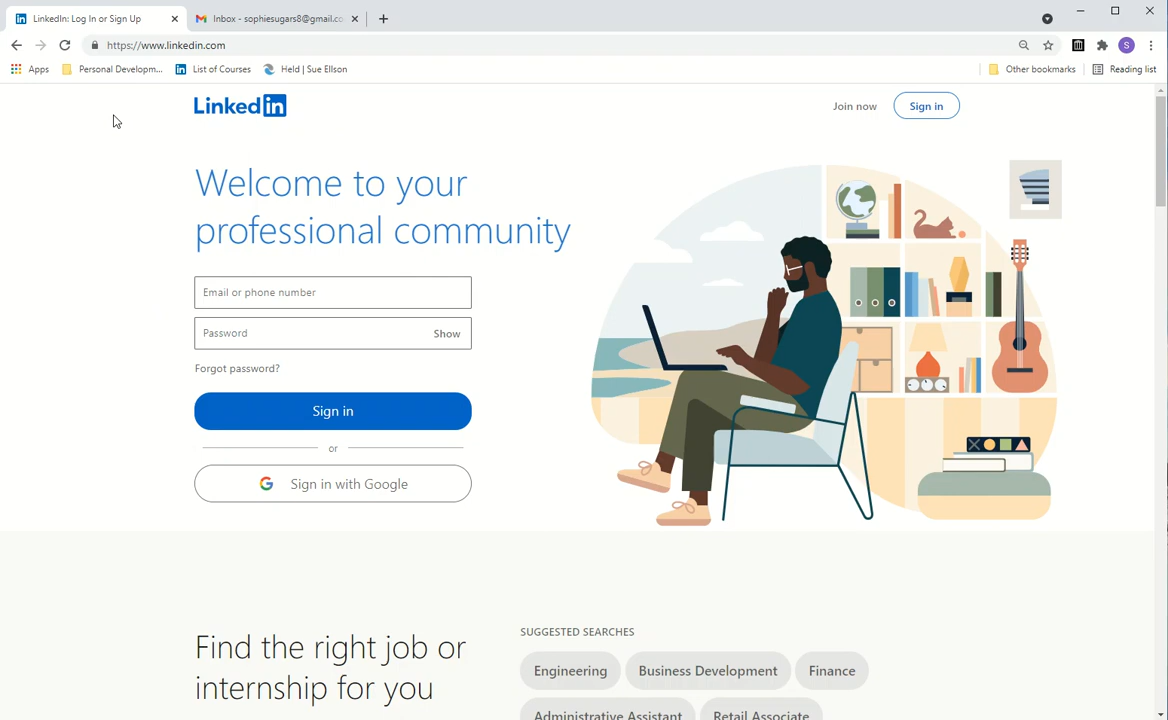 LinkedIn: Log In or Sign Up
Inbox - sophiesugars8@gmail.co
https://www.linkedin.com
S
Apps
Personal Developm...
List of Courses
Held | Sue Ellson
Other bookmarks
Reading list
LinkedIn
Join now
Sign in
Welcome to your
professional community
Email or phone number
Password
Show
Forgot password?
Sign in
or
Sign in with Google
Find the right job or
internship for you
SUGGESTED SEARCHES
Engineering
Business Development
Finance
Administrative Assistant
Retail Associate